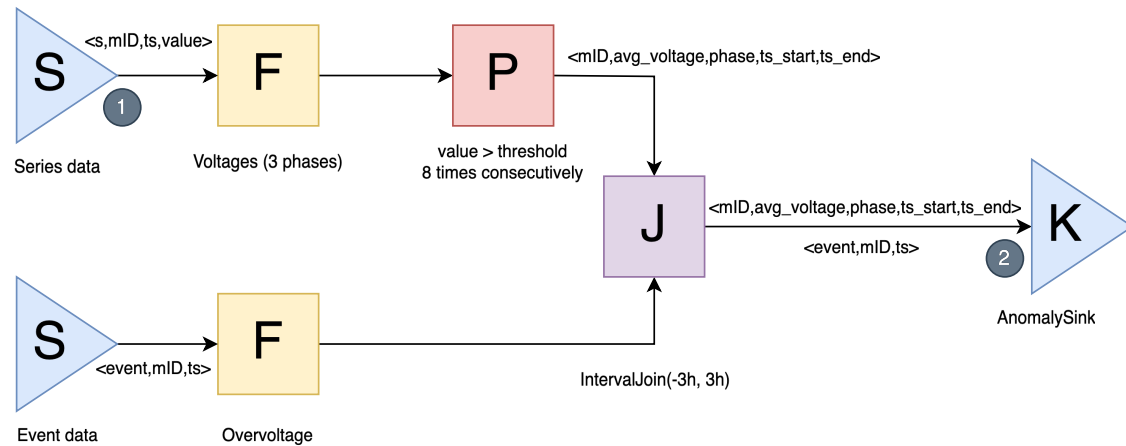 <s,mID,ts,value>
S
F
P
<mID,avg_voltage,phase,ts_start,ts_end>
1
Series data
Voltages (3 phases)
value > threshold
8 times consecutively
J
<mID,avg_voltage,phase,ts_start,ts_end>
K
<event,mID,ts>
2
AnomalySink
S
F
<event,mID,ts>
IntervalJoin(-3h, 3h)
Event data
Overvoltage